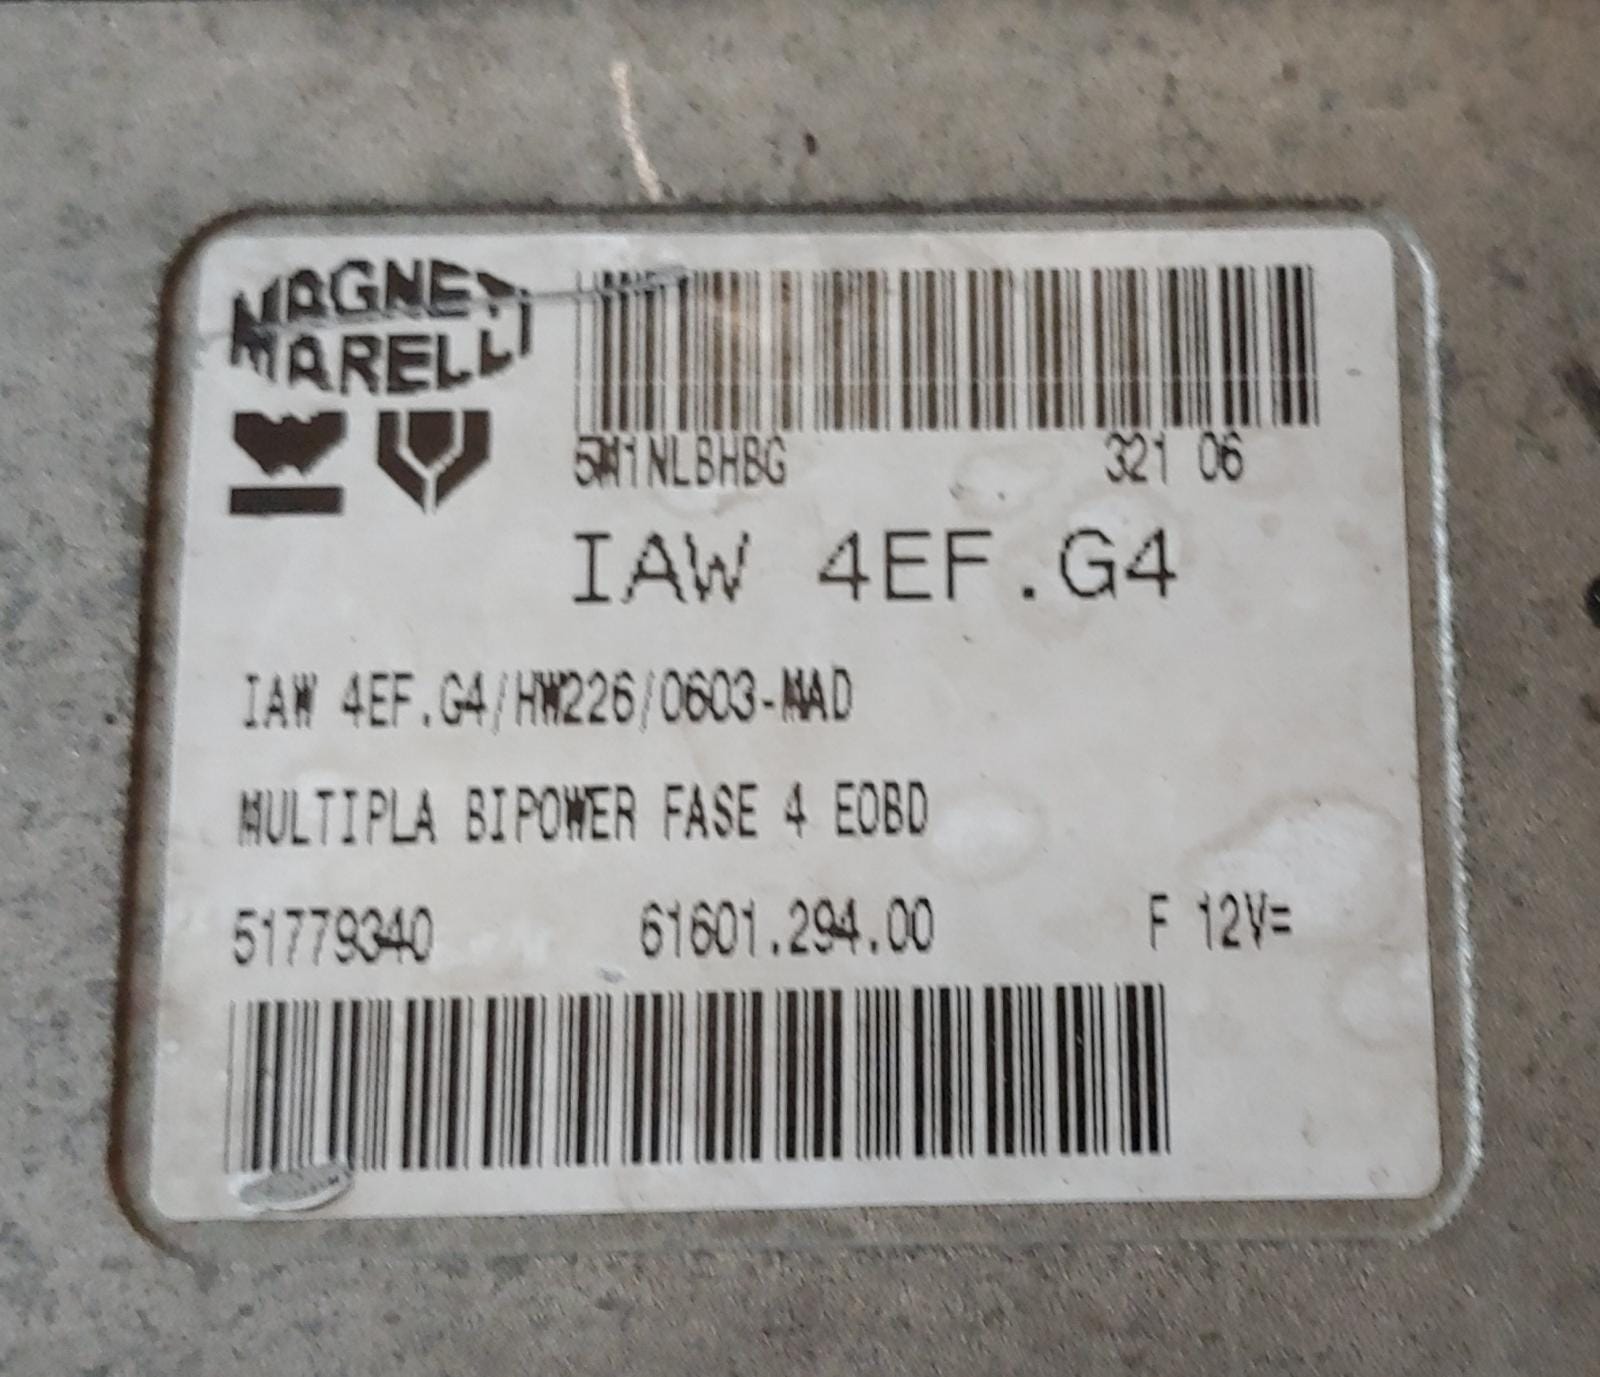 MAGNETI
MARELLI
5W1NLBHBG 321 06
IAW 4EF.G4
IAW 4EF.G4/HW226/0603-MAD
MULTIPLA BIPOWER FASE 4 EOBD
51779340 61601.294.00 F 12V=